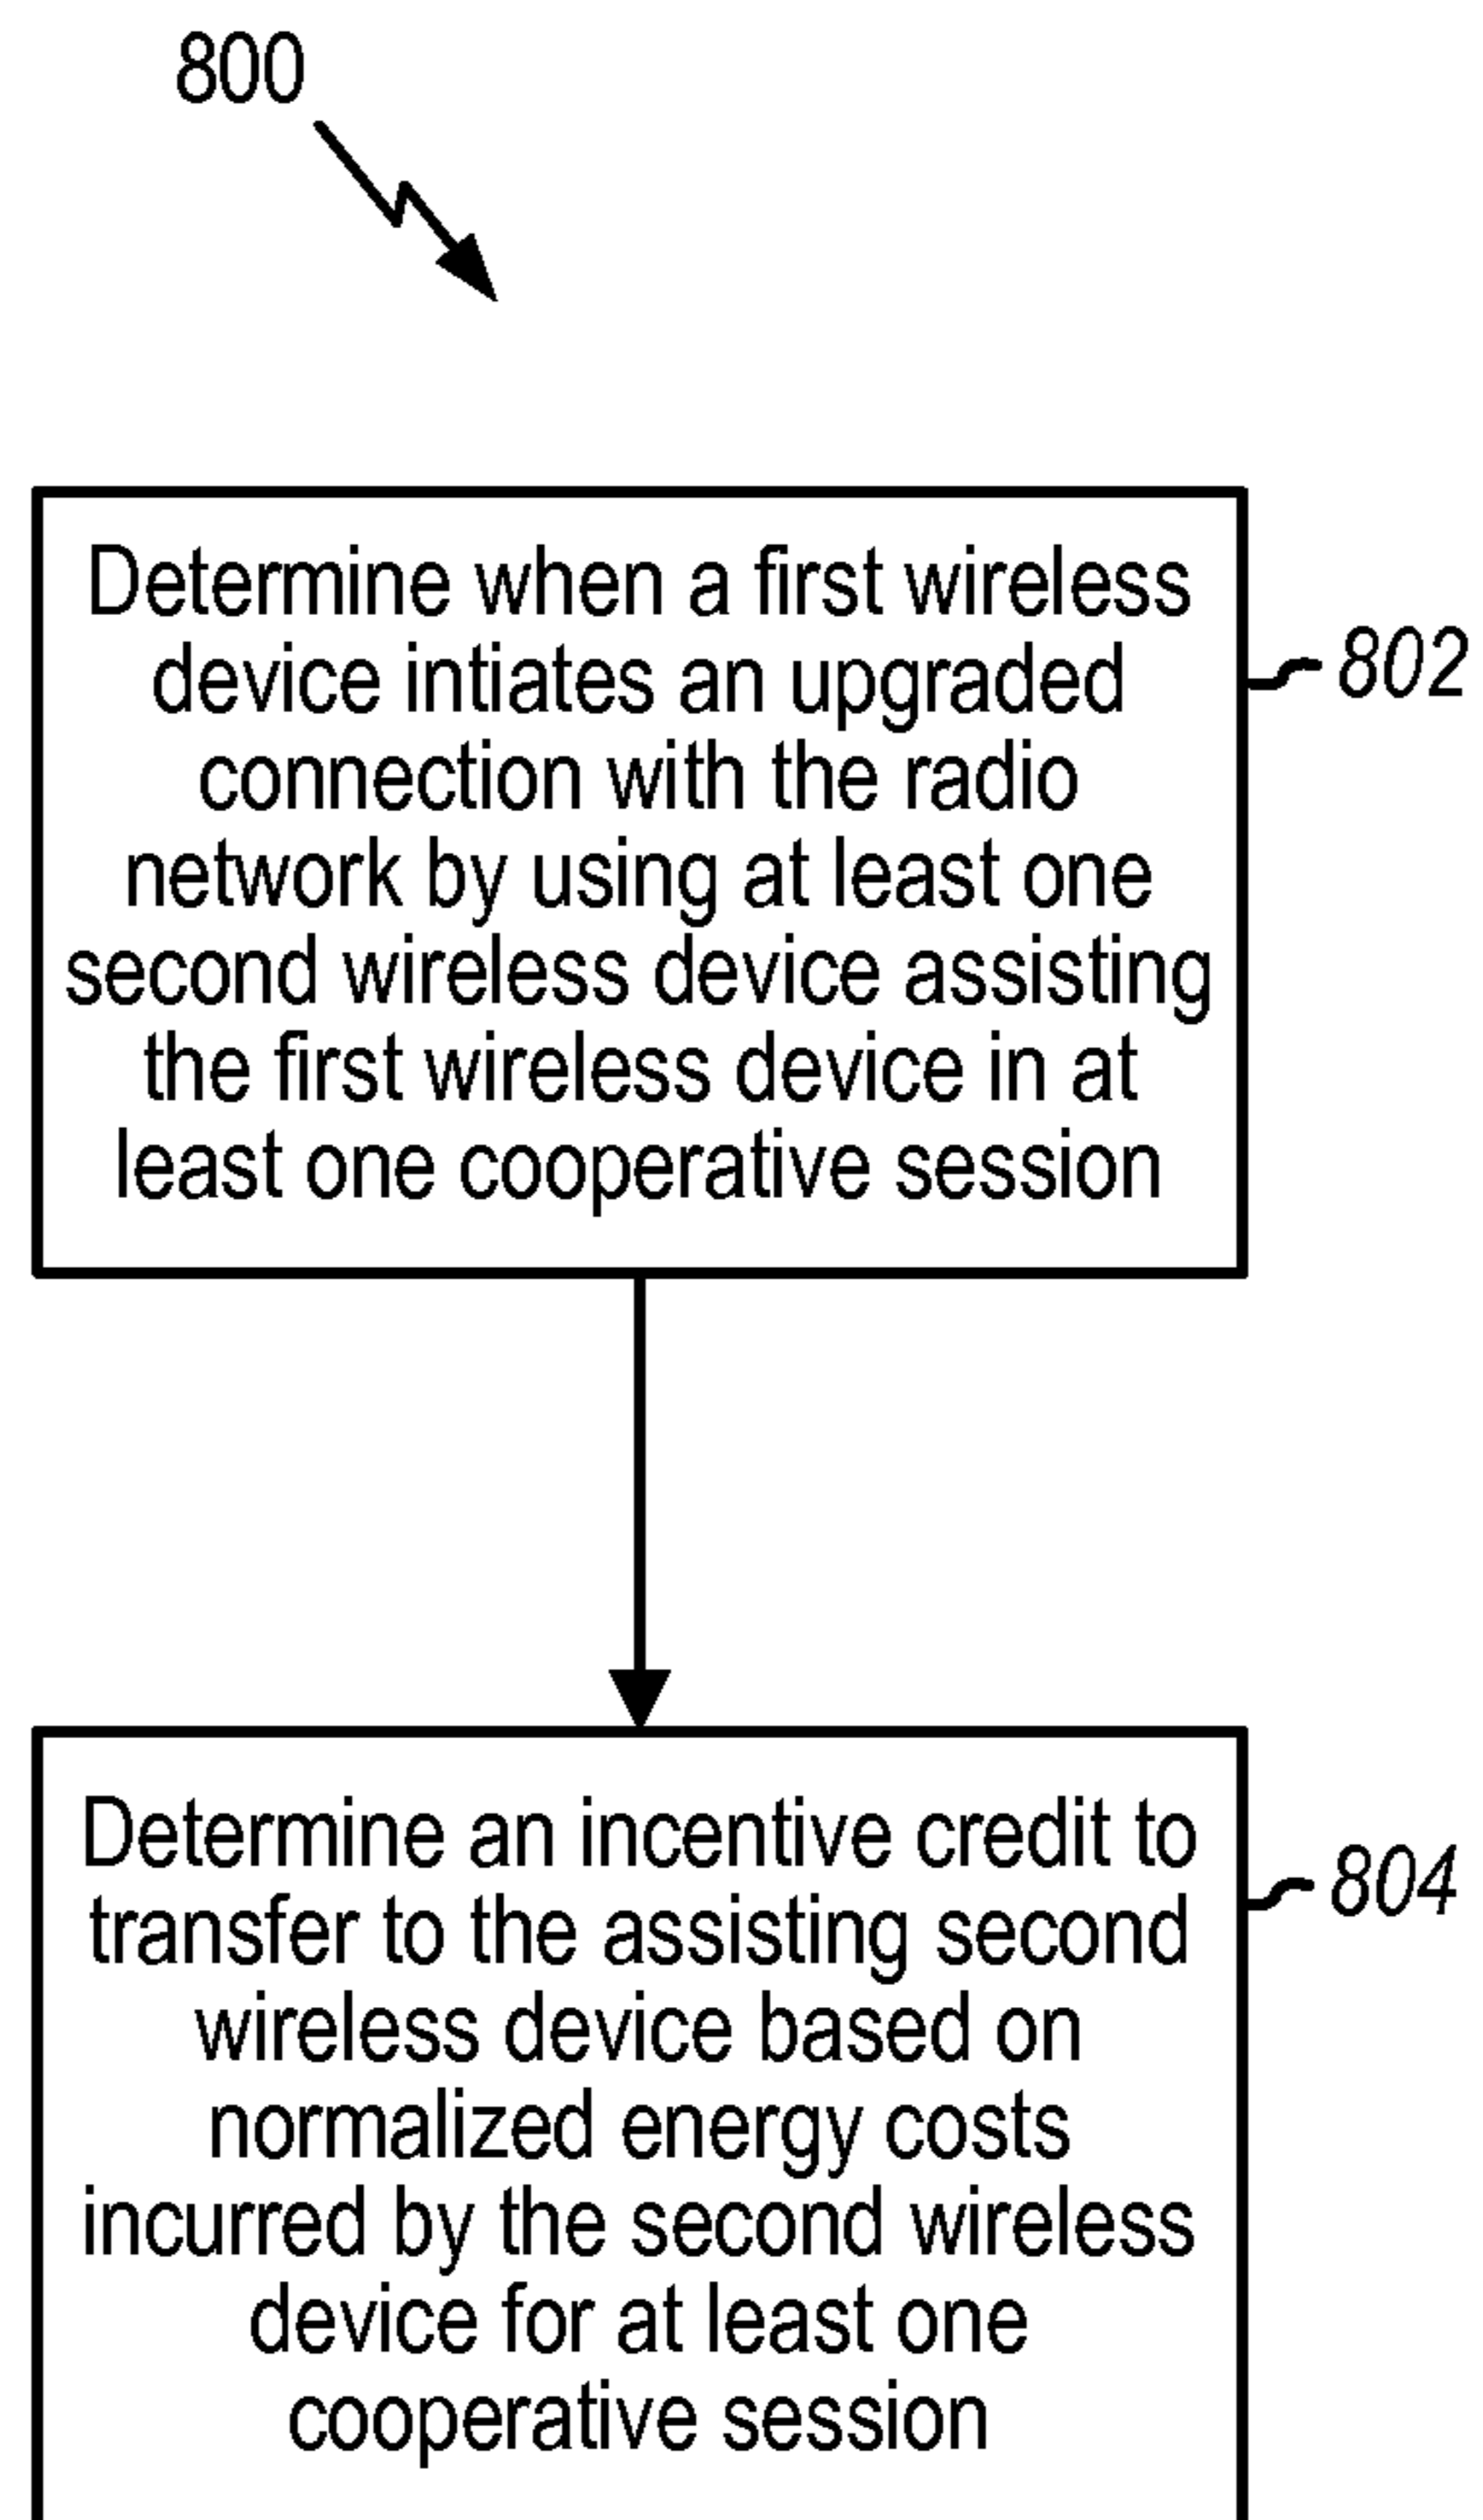 800
Determine when a first wireless
device intiates an upgraded
connection with the radio
network by using at least one
second wireless device assisting
the first wireless device in at
least one cooperative session
802
Determine an incentive credit to
transfer to the assisting second
wireless device based on
normalized energy costs
incurred by the second wireless
device for at least one
cooperative session
804